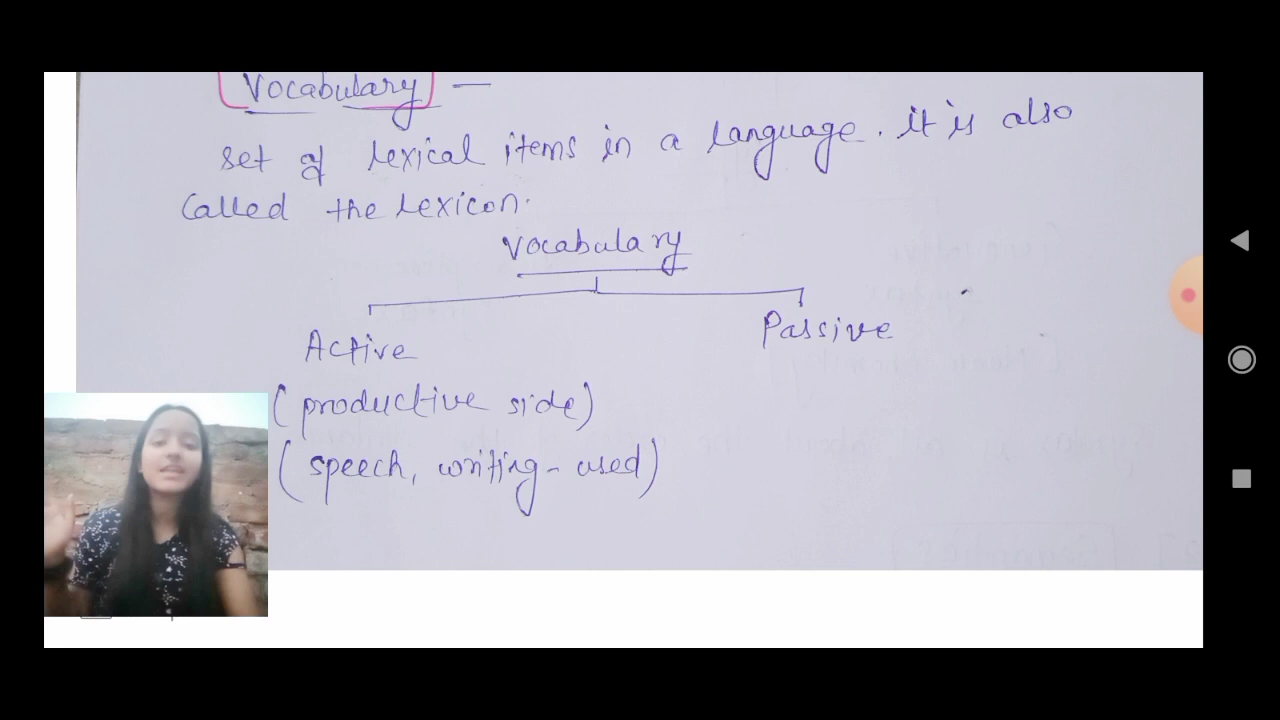 Vocabulary —
set of lexical items in a language. it is also
called the lexicon.
Vocabulary
Active
Passive
(productive side)
(speech, writing - used)